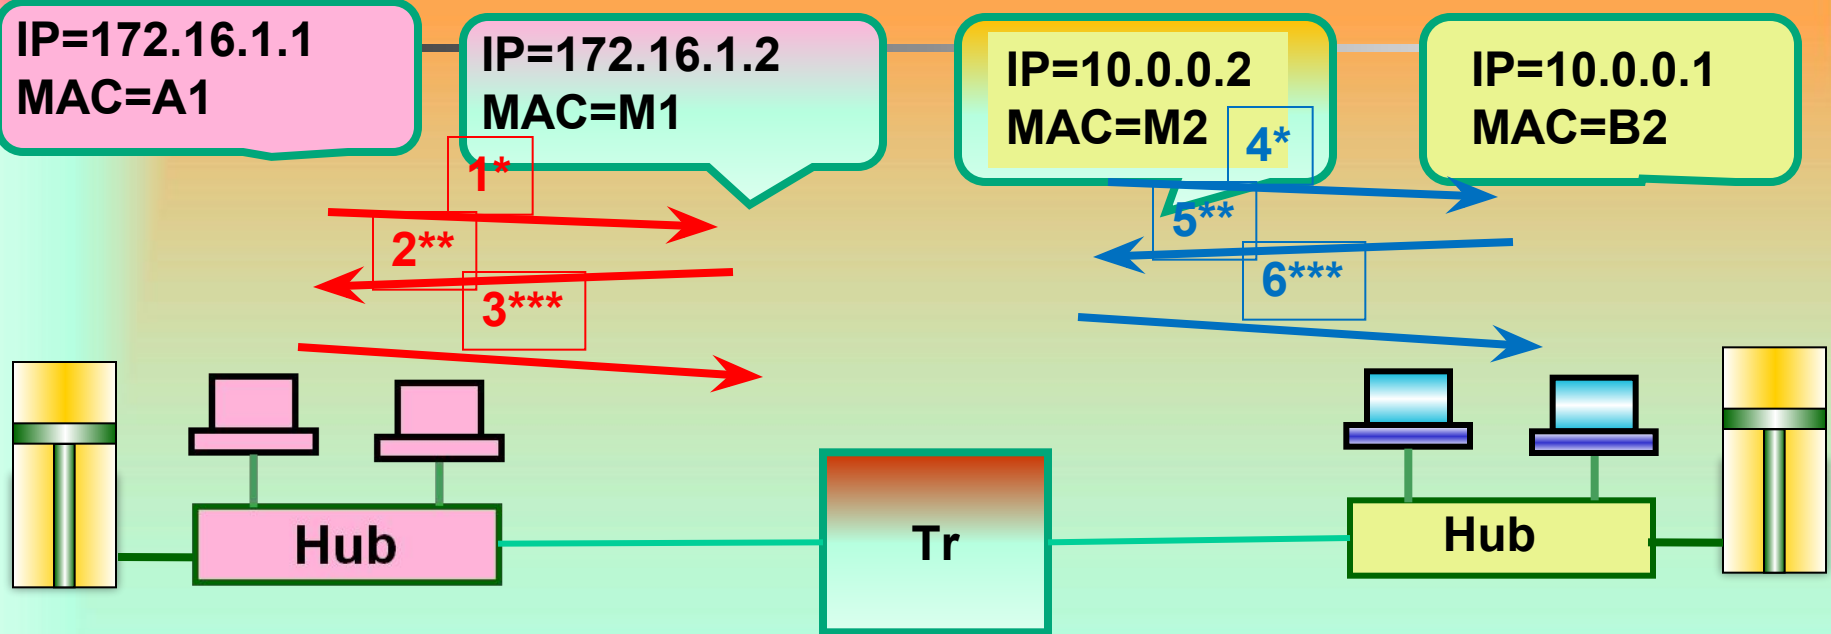 IP=172.16.1.1
MAC=A1
IP=172.16.1.2
MAC=M1
IP=10.0.0.2
MAC=M2
IP=10.0.0.1
MAC=B2
1*
2**
3***
4*
5**
6***
Hub
Tr
Hub